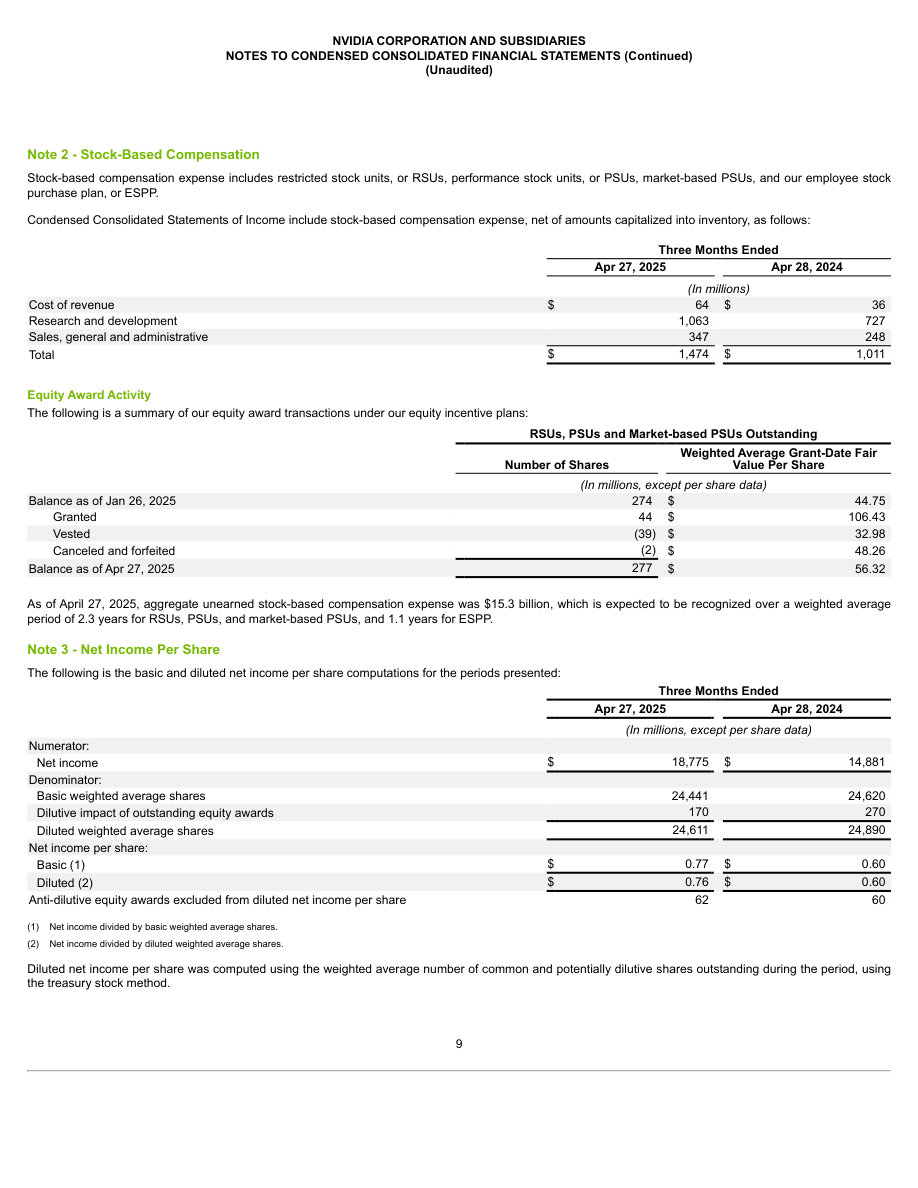 NVIDIA CORPORATION AND SUBSIDIARIES
NOTES TO CONDENSED CONSOLIDATED FINANCIAL STATEMENTS (Continued)
(Unaudited)
Note 2 - Stock-Based Compensation
Stock-based compensation expense includes restricted stock units, or RSUs, performance stock units, or PSUs, market-based PSUs, and our employee stock
purchase plan, or ESPP.
Condensed Consolidated Statements of Income include stock-based compensation expense, net of amounts capitalized into inventory, as follows:
Three Months Ended
Apr 27, 2025 Apr 28, 2024
(In millions)
Cost of revenue $ 64 $ 36
Research and development 1,063 727
Sales, general and administrative 347 248
Total $ 1,474 $ 1,011
Equity Award Activity
The following is a summary of our equity award transactions under our equity incentive plans:
RSUs, PSUs and Market-based PSUs Outstanding
Weighted Average Grant-Date Fair
Number of Shares Value Per Share
(In millions, except per share data)
Balance as of Jan 26, 2025 274 $ 44.75
Granted 44 $ 106.43
Vested (39) $ 32.98
Canceled and forfeited (2) $ 48.26
Balance as of Apr 27, 2025 277 $ 56.32
As of April 27, 2025, aggregate unearned stock-based compensation expense was $15.3 billion, which is expected to be recognized over a weighted average
period of 2.3 years for RSUs, PSUs, and market-based PSUs, and 1.1 years for ESPP.
Note 3 - Net Income Per Share
The following is the basic and diluted net income per share computations for the periods presented:
Three Months Ended
Apr 27, 2025 Apr 28, 2024
(In millions, except per share data)
Numerator:
Net income $ 18,775 $ 14,881
Denominator:
Basic weighted average shares 24,441 24,620
Dilutive impact of outstanding equity awards 170 270
Diluted weighted average shares 24,611 24,890
Net income per share:
Basic (1) $ 0.77 $ 0.60
Diluted (2) $ 0.76 $ 0.60
Anti-dilutive equity awards excluded from diluted net income per share 62 60
(1) Net income divided by basic weighted average shares.
(2) Net income divided by diluted weighted average shares.
Diluted net income per share was computed using the weighted average number of common and potentially dilutive shares outstanding during the period, using
the treasury stock method.
9